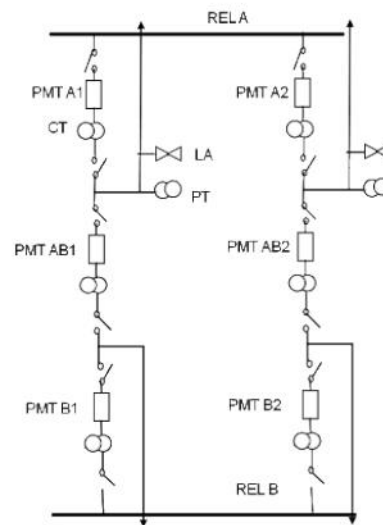 REL A
PMT A1
PMT A2
CT
LA
PT
PMT AB1
PMT AB2
PMT B1
PMT B2
REL B